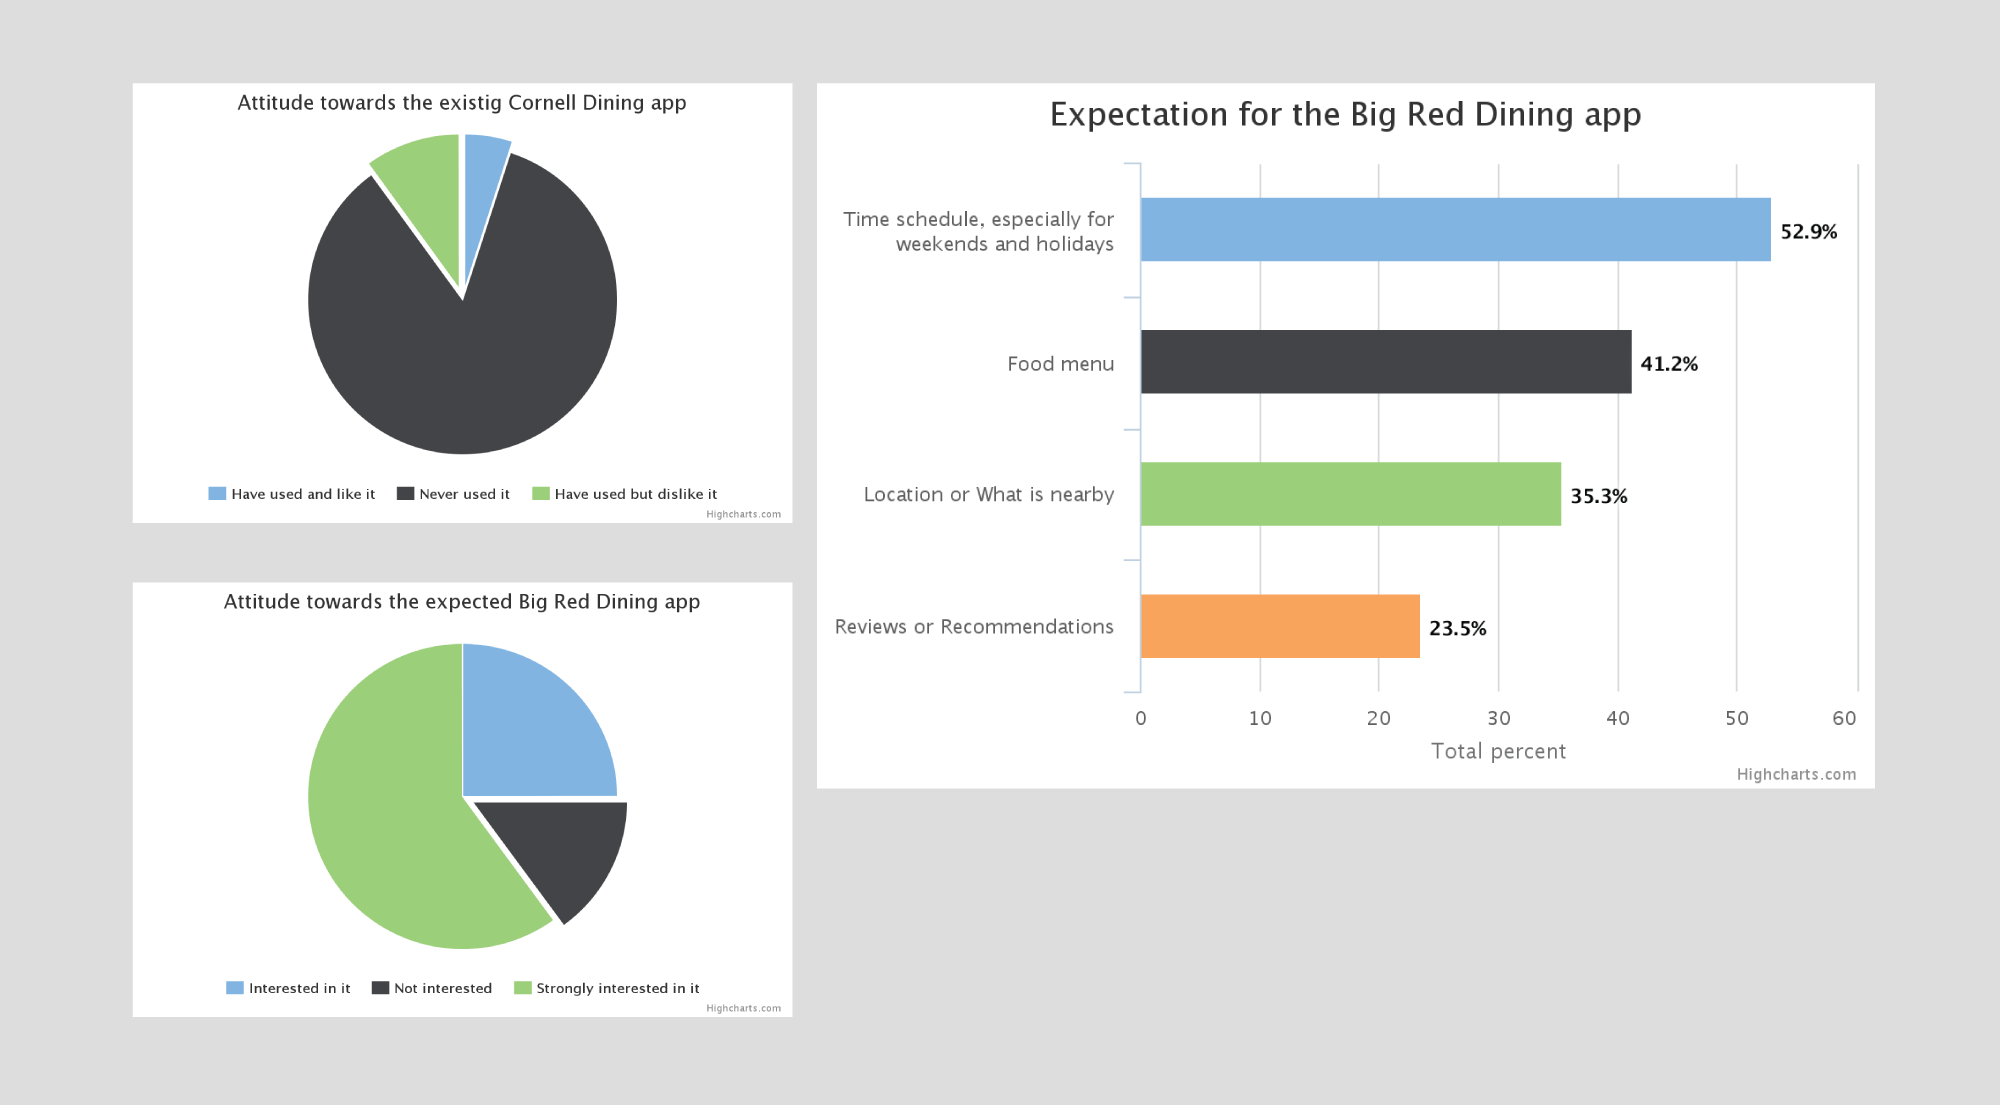 Attitude towards the existig Cornell Dining app
Have used and like it
Never used it
Have used but dislike it
Highcharts.com
Attitude towards the expected Big Red Dining app
Interested in it
Not interested
Strongly interested in it
Highcharts.com
Expectation for the Big Red Dining app
Time schedule, especially for
weekends and holidays
52.9%
Food menu
41.2%
Location or What is nearby
35.3%
Reviews or Recommendations
23.5%
0 10 20 30 40 50 60
Total percent
Highcharts.com